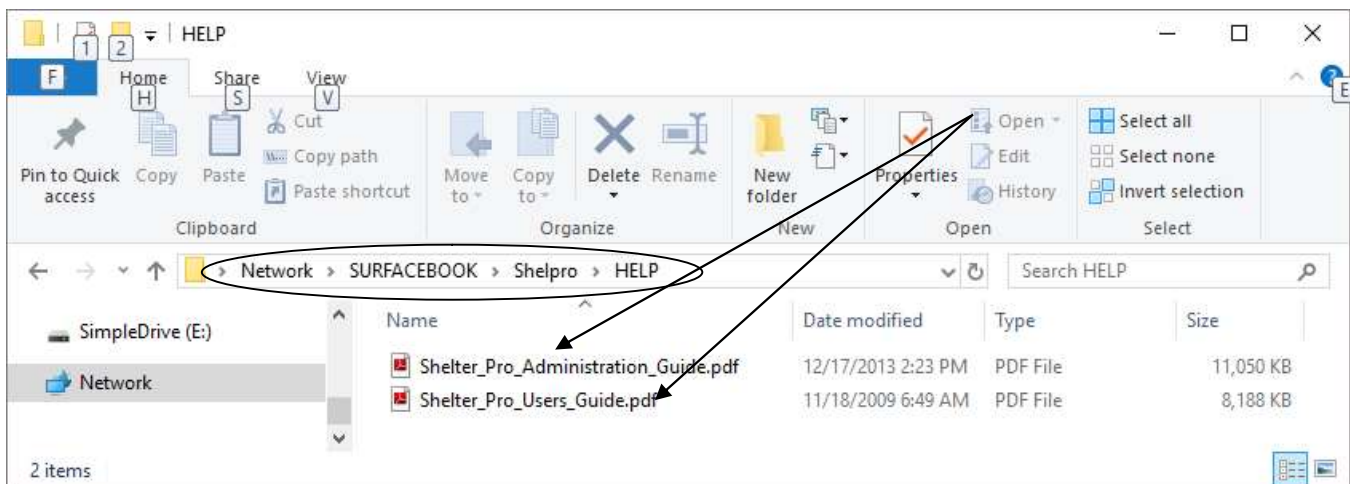 1 2 HELP
F Home Share View E
H S V
Cut
Copy path
Paste shortcut
Pin to Quick access
Copy
Paste
Clipboard
Move to
Copy to
Delete
Rename
Organize
New folder
New
Properties
Open
Edit
History
Open
Select all
Select none
Invert selection
Select
> Network > SURFACEBOOK > Shelpro > HELP
Search HELP
SimpleDrive (E:)
Network
Name Date modified Type Size
Shelter_Pro_Administration_Guide.pdf 12/17/2013 2:23 PM PDF File 11,050 KB
Shelter_Pro_Users_Guide.pdf 11/18/2009 6:49 AM PDF File 8,188 KB
2 items